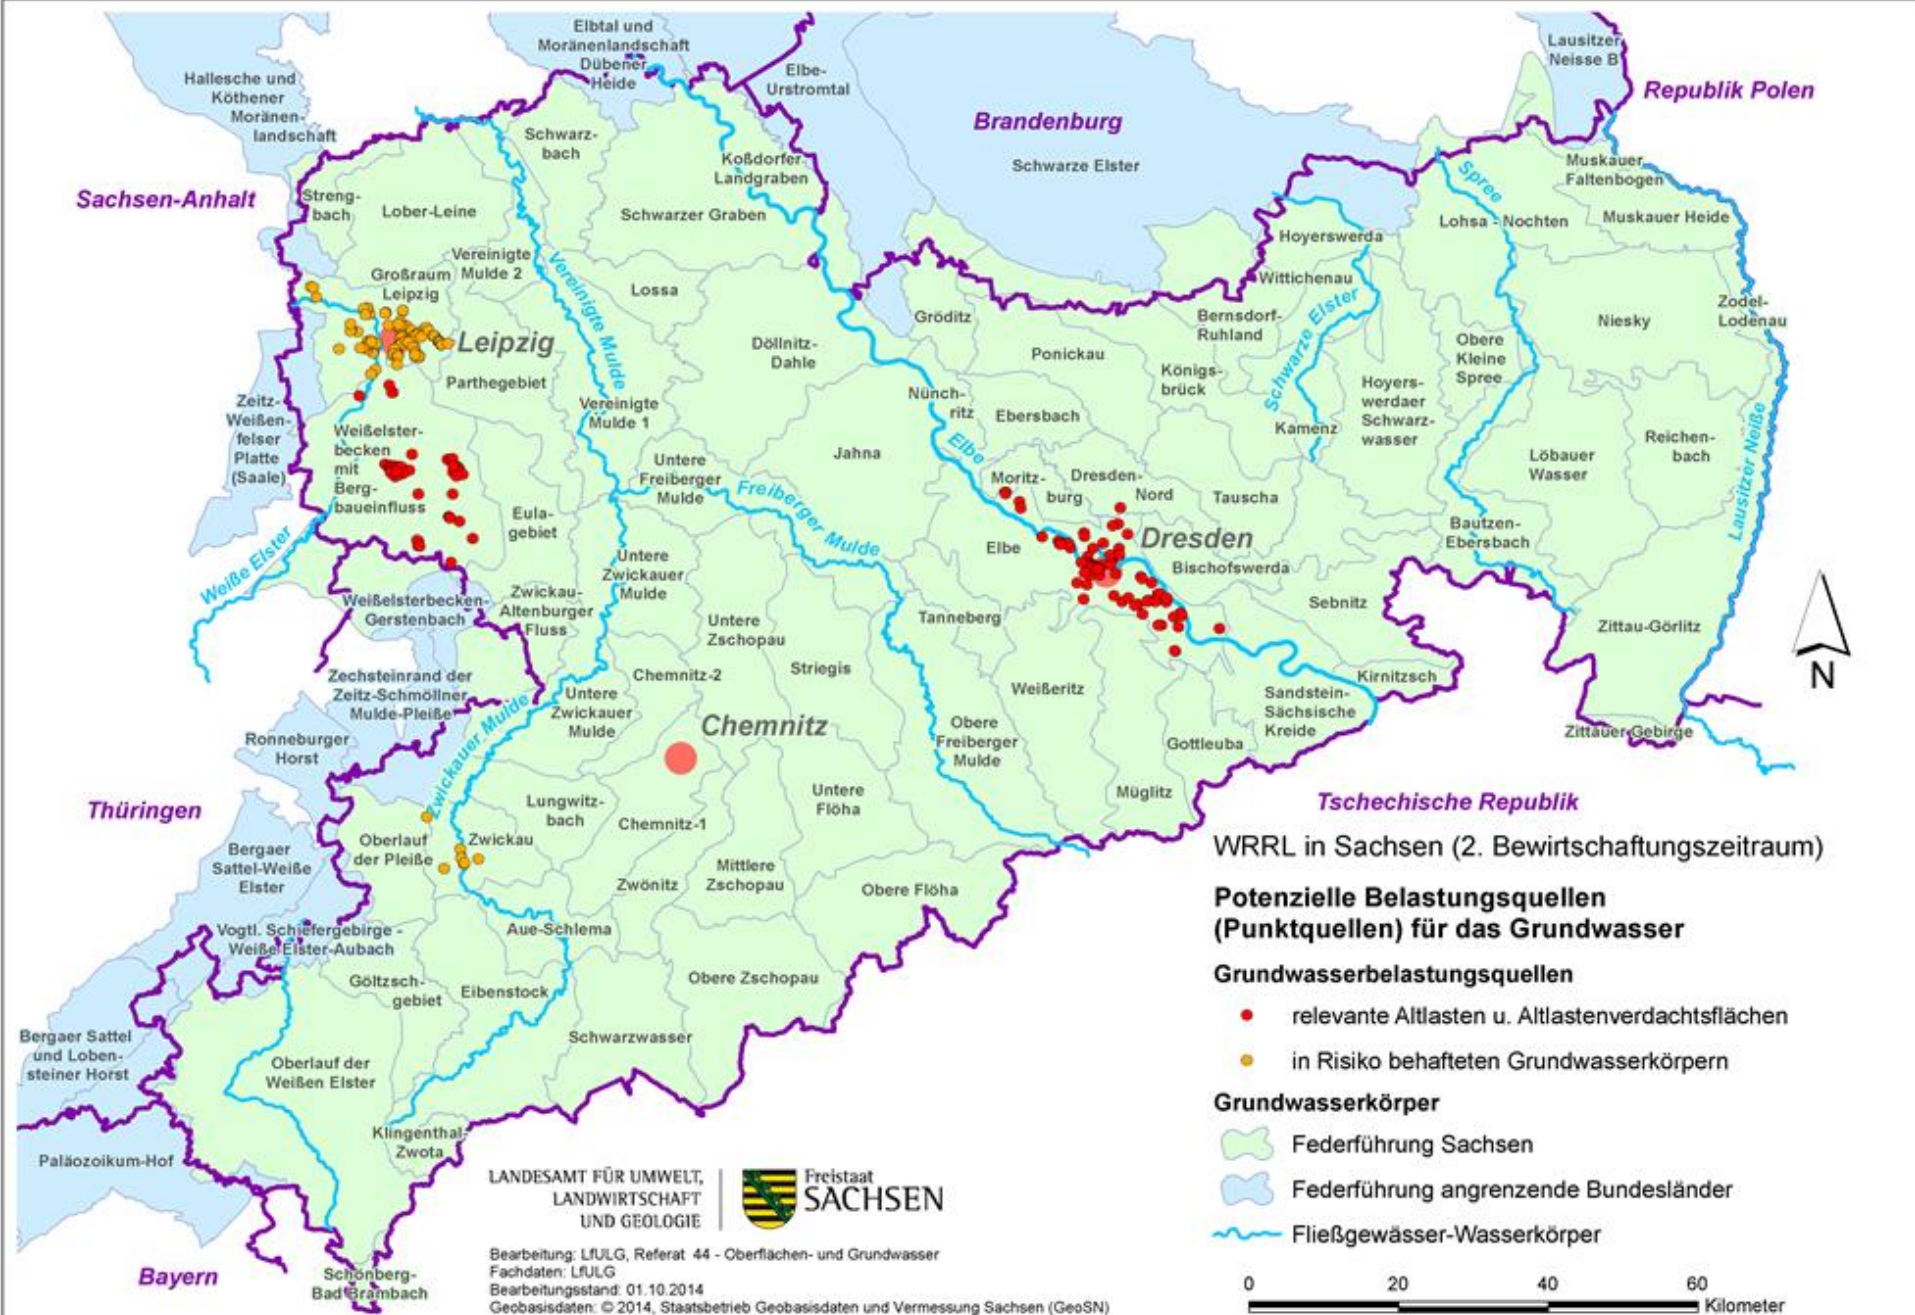 Elbtal und
Moränenlandschaft
Dübener
Heide
Elbe-
Urstromtal
Lausitzer
Neisse B
Republik Polen
Hallesche und
Köthener
Moränen-
landschaft
Brandenburg
Schwarze Elster
Sachsen-Anhalt
Schwarz-
bach
Koßdorfer
Landgraben
Muskauer
Faltenbogen
Spree
Streng-
bach
Lober-Leine
Schwarzer Graben
Lohsa - Nochten
Muskauer Heide
Hoyerswerda
Vereinigte
Mulde 2
Großraum
Leipzig
Vereinigte Mulde
Lossa
Wittichenau
Schwarze Elster
Zodel-
Lodenau
Gröditz
Bernsdorf-
Ruhland
Niesky
Leipzig
Döllnitz-
Dahle
Ponickau
Königs-
brück
Obere
Kleine
Spree
Parthegebiet
Vereinigte
Mulde 1
Nünch-
ritz
Ebersbach
Hoyers-
werdaer
Schwarz-
wasser
Kamenz
Zeitz-
Weißen-
felser
Platte
(Saale)
Weißelster-
becken
mit
Berg-
baueinfluss
Jahna
Elbe
Löbauer
Wasser
Reichen-
bach
Lausitzer Neiße
Untere
Freiberger
Mulde
Freiberger Mulde
Moritz-
burg
Dresden-
Nord
Tauscha
Eula-
gebiet
Weiße Elster
Elbe
Dresden
Bautzen-
Ebersbach
Bischofswerda
Untere
Zwickauer
Mulde
Weißelsterbecken-
Gerstenbach
Zwickau-
Altenburger
Fluss
Untere
Zschopau
Tanneberg
Sebnitz
Zittau-Görlitz
Zechsteinrand der
Zeitz-Schmöllner
Mulde-Pleiße
Chemnitz-2
Striegis
Weißeritz
Kirnitzsch
N
Untere
Zwickauer
Mulde
Zwickauer Mulde
Chemnitz
Obere
Freiberger
Mulde
Sandstein-
Sächsische
Kreide
Gottleuba
Zittauer Gebirge
Ronneburger
Horst
Thüringen
Lungwitz-
bach
Chemnitz-1
Untere
Flöha
Müglitz
Tschechische Republik
Oberlauf
der Pleiße
Zwickau
Bergaer
Sattel-Weiße
Elster
Zwönitz
Mittlere
Zschopau
Obere Flöha
Vogtl. Schiefergebirge -
Weiße Elster-Aubach
Aue-Schlema
Göltzsch-
gebiet
Eibenstock
Obere Zschopau
Bergaer Sattel
und Loben-
steiner Horst
Oberlauf der
Weißen Elster
Schwarzwasser
Klingenthal-
Zwota
Paläozoikum-Hof
Bayern
Schönberg-
Bad Brambach
WRRL in Sachsen (2. Bewirtschaftungszeitraum)
Potenzielle Belastungsquellen
(Punktquellen) für das Grundwasser
Grundwasserbelastungsquellen
relevante Altlasten u. Altlastenverdachtsflächen
in Risiko behafteten Grundwasserkörpern
Grundwasserkörper
Federführung Sachsen
Federführung angrenzende Bundesländer
Fließgewässer-Wasserkörper
0 20 40 60
Kilometer
LANDESAMT FÜR UMWELT,
LANDWIRTSCHAFT
UND GEOLOGIE
Freistaat
SACHSEN
Bearbeitung: LfULG, Referat 44 - Oberflächen- und Grundwasser
Fachdaten: LfULG
Bearbeitungsstand: 01.10.2014
Geobasisdaten: © 2014, Staatsbetrieb Geobasisdaten und Vermessung Sachsen (GeoSN)